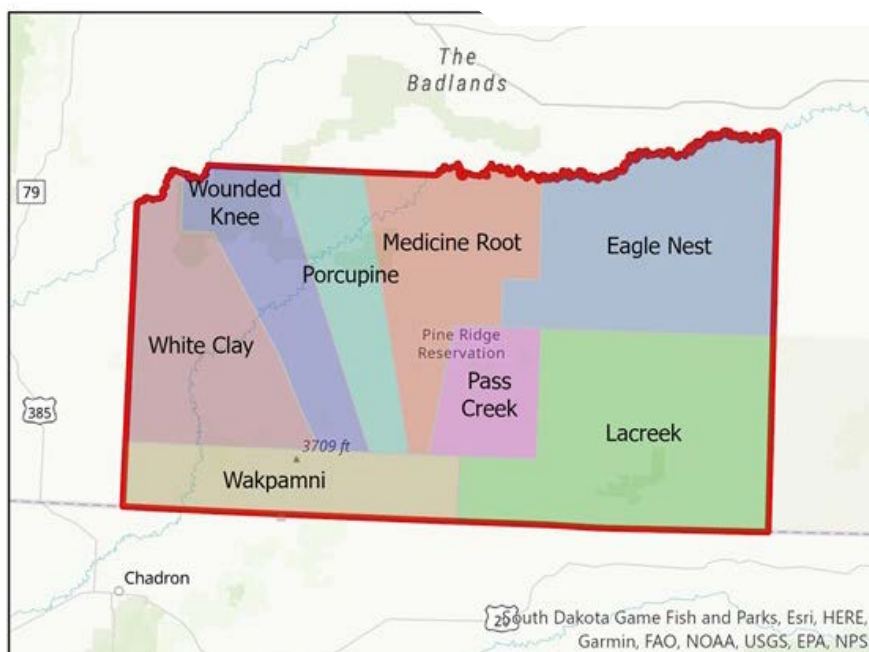 The
Badlands
79
Wounded
Knee
Medicine Root
Eagle Nest
Porcupine
Pine Ridge
Reservation
White Clay
Pass
Creek
385
Lacreek
3709 ft
Wakpamni
Chadron
20
South Dakota Game Fish and Parks, Esri, HERE,
Garmin, FAO, NOAA, USGS, EPA, NPS